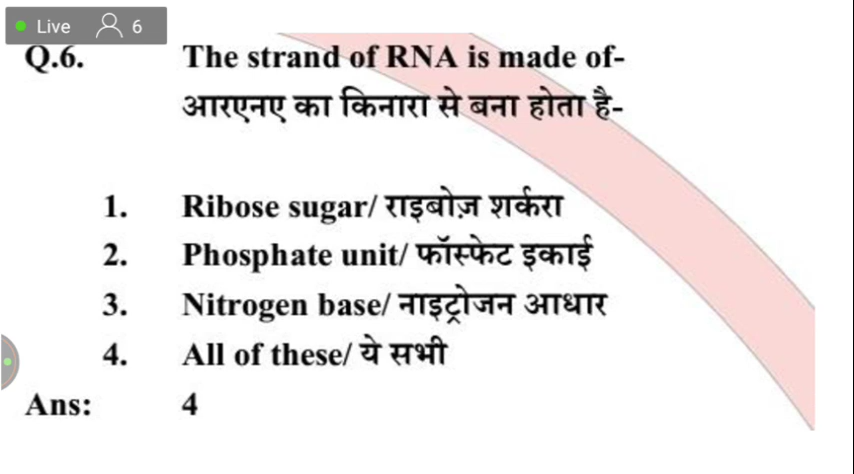 Live 6
Q.6. The strand of RNA is made of-
आरएनए का किनारा से बना होता है-
1. Ribose sugar/ राइबोज़ शर्करा
2. Phosphate unit/ फॉस्फेट इकाई
3. Nitrogen base/ नाइट्रोजन आधार
4. All of these/ ये सभी
Ans: 4